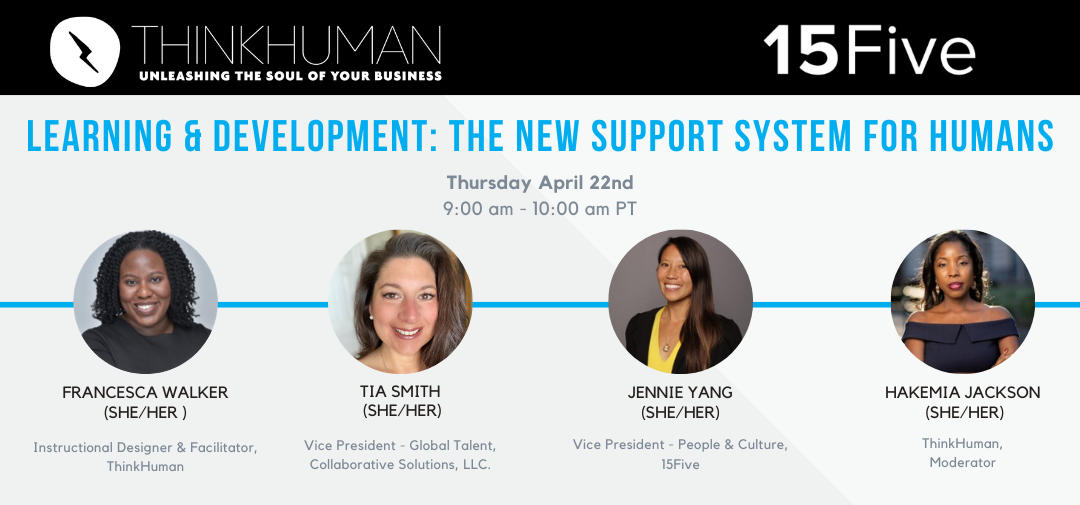 THINKHUMAN
UNLEASHING THE SOUL OF YOUR BUSINESS
15Five
LEARNING & DEVELOPMENT: THE NEW SUPPORT SYSTEM FOR HUMANS
Thursday April 22nd
9:00 am - 10:00 am PT
FRANCESCA WALKER
(SHE/HER )
Instructional Designer & Facilitator,
ThinkHuman
TIA SMITH
(SHE/HER)
Vice President - Global Talent,
Collaborative Solutions, LLC.
JENNIE YANG
(SHE/HER)
Vice President - People & Culture,
15Five
HAKEMIA JACKSON
(SHE/HER)
ThinkHuman,
Moderator